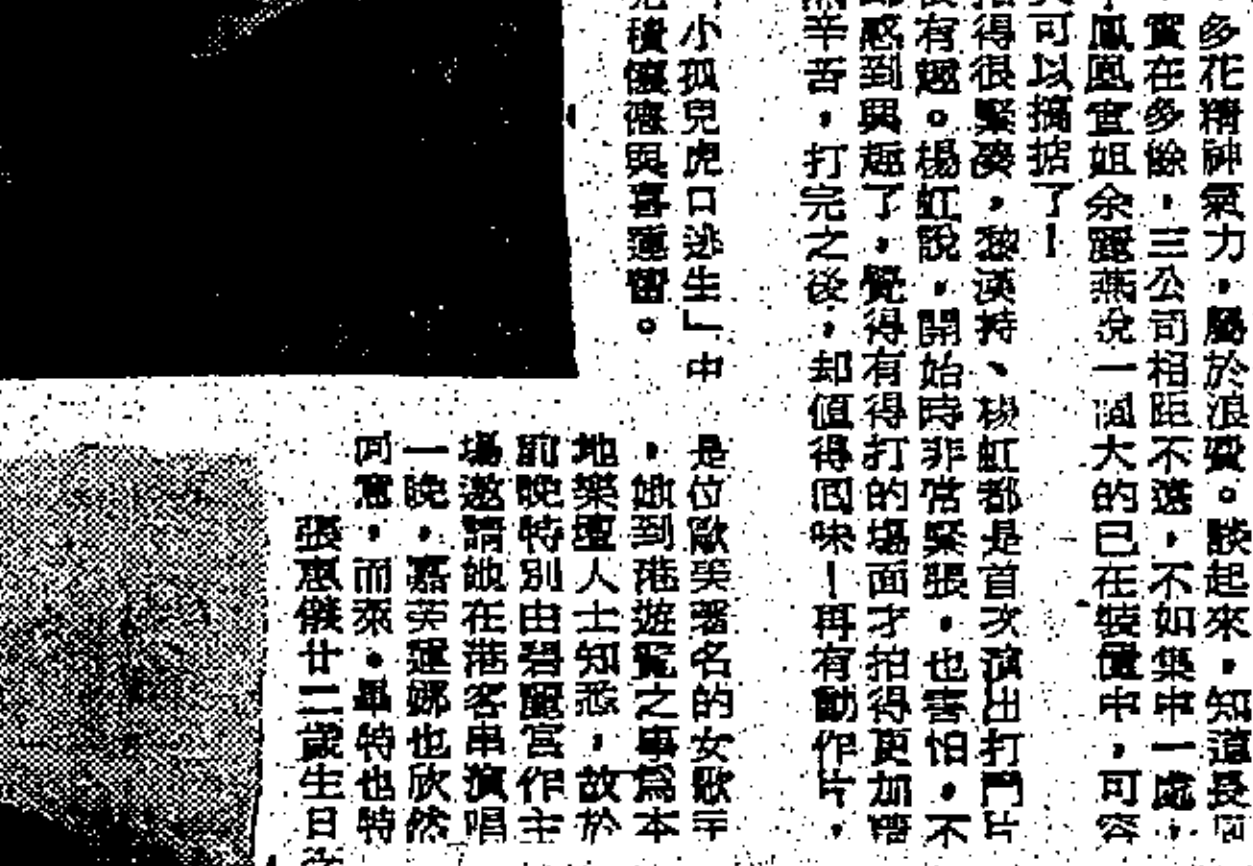 多花精神氣力，屬於浪費。談起來，知道長
實在多餘，三公司相距不遠，不如集中一處，
鳳凰宣姐余麗燕說一個大的已在裝置中，可容
可以搞掂了！
得很緊湊，黎漢持、楊虹都是首次演出打鬥片
有趣。楊虹說，開始時非常緊張，也害怕，不
感到興趣了，覺得有得打的場面才拍得更加精
辛苦，打完之後，却值得回味！再有動作片，
小孤兒虎口逃生」中
積懷德與喜運留。
是位歐美著名的女歌手
，她到港遊覽之事爲本
地樂壇人士知悉，故於
前晚特別由碧麗宮作主
場邀請她在港客串演唱
一晚，嘉芙蓮娜也欣然
同意，而來。畢特也特
張惠儀廿二歲生日